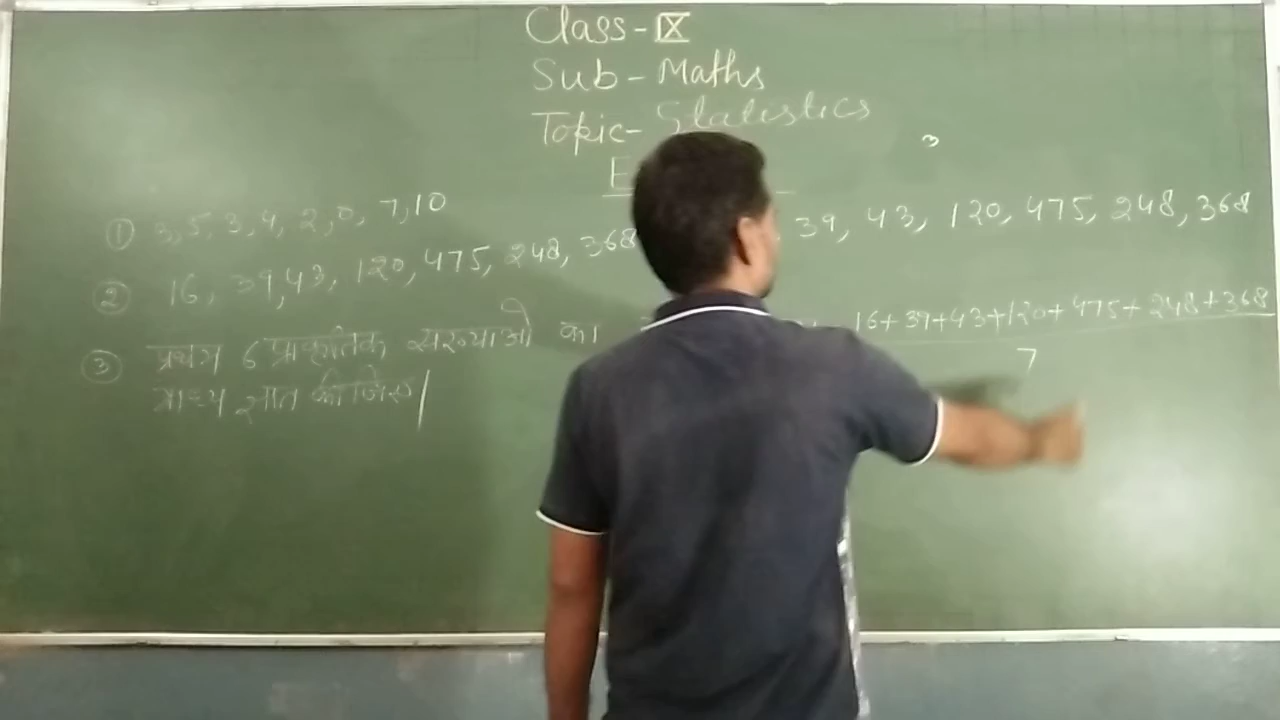 Class-IX
Sub-Maths
Topic-Statistics
① 3, 5, 3, 4, 2, 0, 7, 10
② 16, 39, 43, 120, 475, 248, 368
③ प्रथम 6 प्राकृतिक संख्याओं का
माध्य ज्ञात कीजिए।
39, 43, 120, 475, 248, 368
16+39+43+120+475+248+368
7